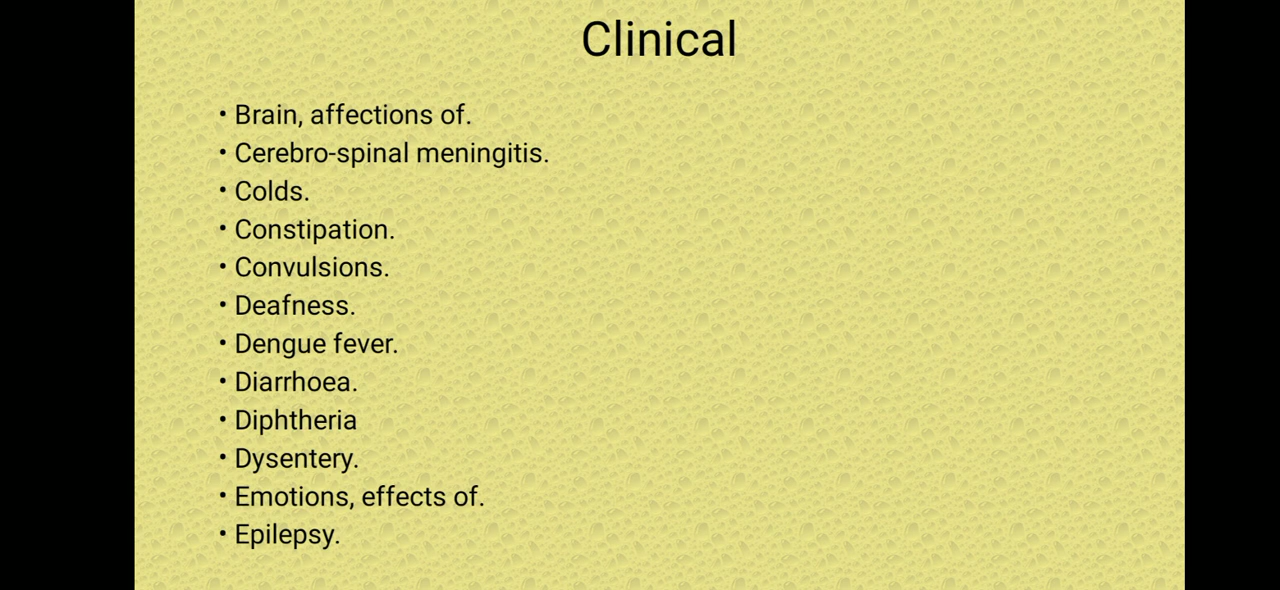 Clinical
• Brain, affections of.
• Cerebro-spinal meningitis.
• Colds.
• Constipation.
• Convulsions.
• Deafness.
• Dengue fever.
• Diarrhoea.
• Diphtheria
• Dysentery.
• Emotions, effects of.
• Epilepsy.